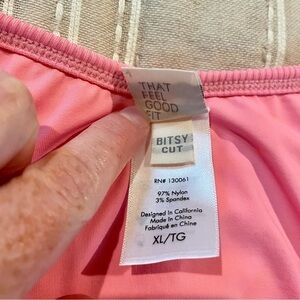 THAT
FEEL
GOOD
FIT
BITSY
CUT
RN# 130061
97% Nylon
3% Spandex
Designed in California
Made in China
Fabriqué en Chine
XL/TG